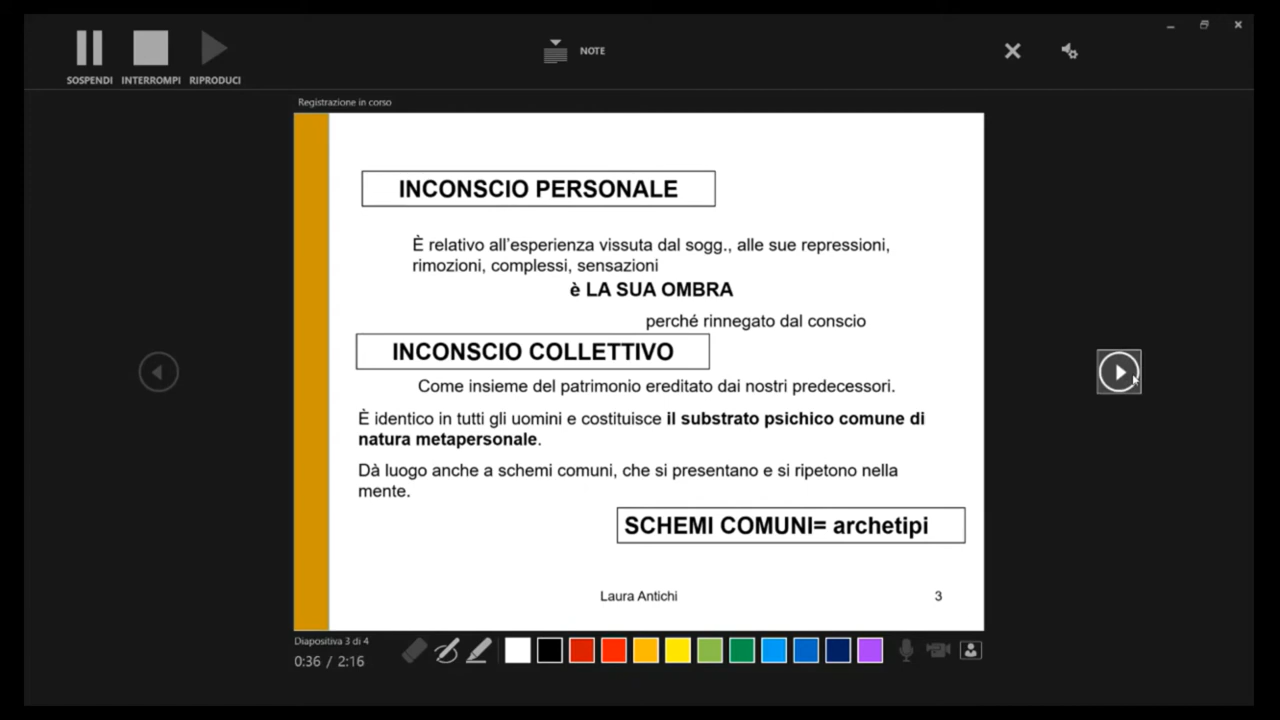 SOSPENDI INTERROMPI RIPRODUCI
NOTE
Registrazione in corso
INCONSCIO PERSONALE
È relativo all'esperienza vissuta dal sogg., alle sue repressioni,
rimozioni, complessi, sensazioni
è LA SUA OMBRA
perché rinnegato dal conscio
INCONSCIO COLLETTIVO
Come insieme del patrimonio ereditato dai nostri predecessori.
È identico in tutti gli uomini e costituisce il substrato psichico comune di
natura metapersonale.
Dà luogo anche a schemi comuni, che si presentano e si ripetono nella
mente.
SCHEMI COMUNI= archetipi
Laura Antichi 3
Diapositiva 3 di 4
0:36 / 2:16